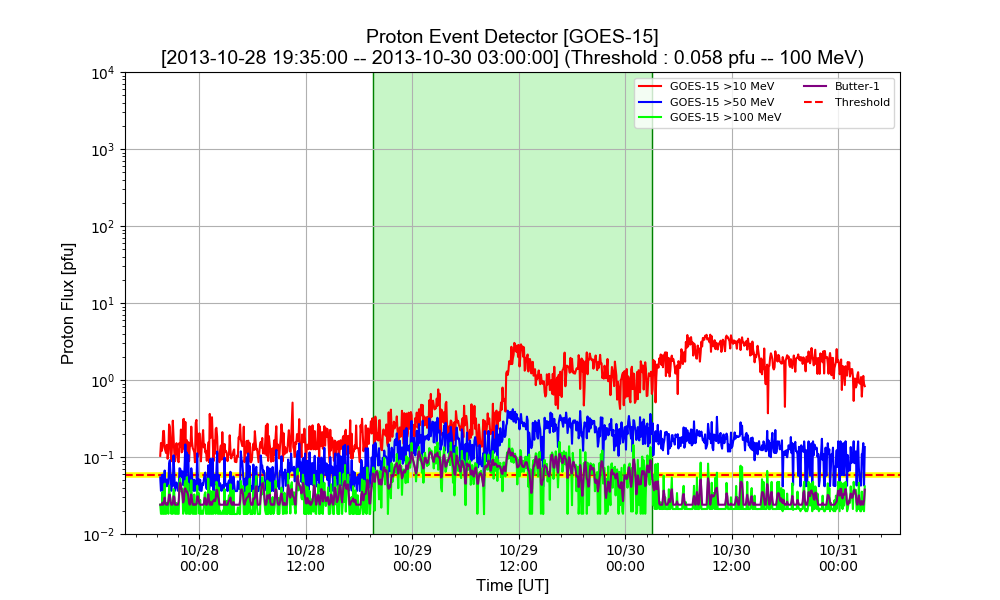 Proton Event Detector [GOES-15]
[2013-10-28 19:35:00 -- 2013-10-30 03:00:00] (Threshold : 0.058 pfu -- 100 MeV)
GOES-15 >10 MeV
GOES-15 >50 MeV
GOES-15 >100 MeV
Butter-1
Threshold
Proton Flux [pfu]
10^4
10^3
10^2
10^1
10^0
10^-1
10^-2
10/28 10/28 10/29 10/29 10/30 10/30 10/31
00:00 12:00 00:00 12:00 00:00 12:00 00:00
Time [UT]